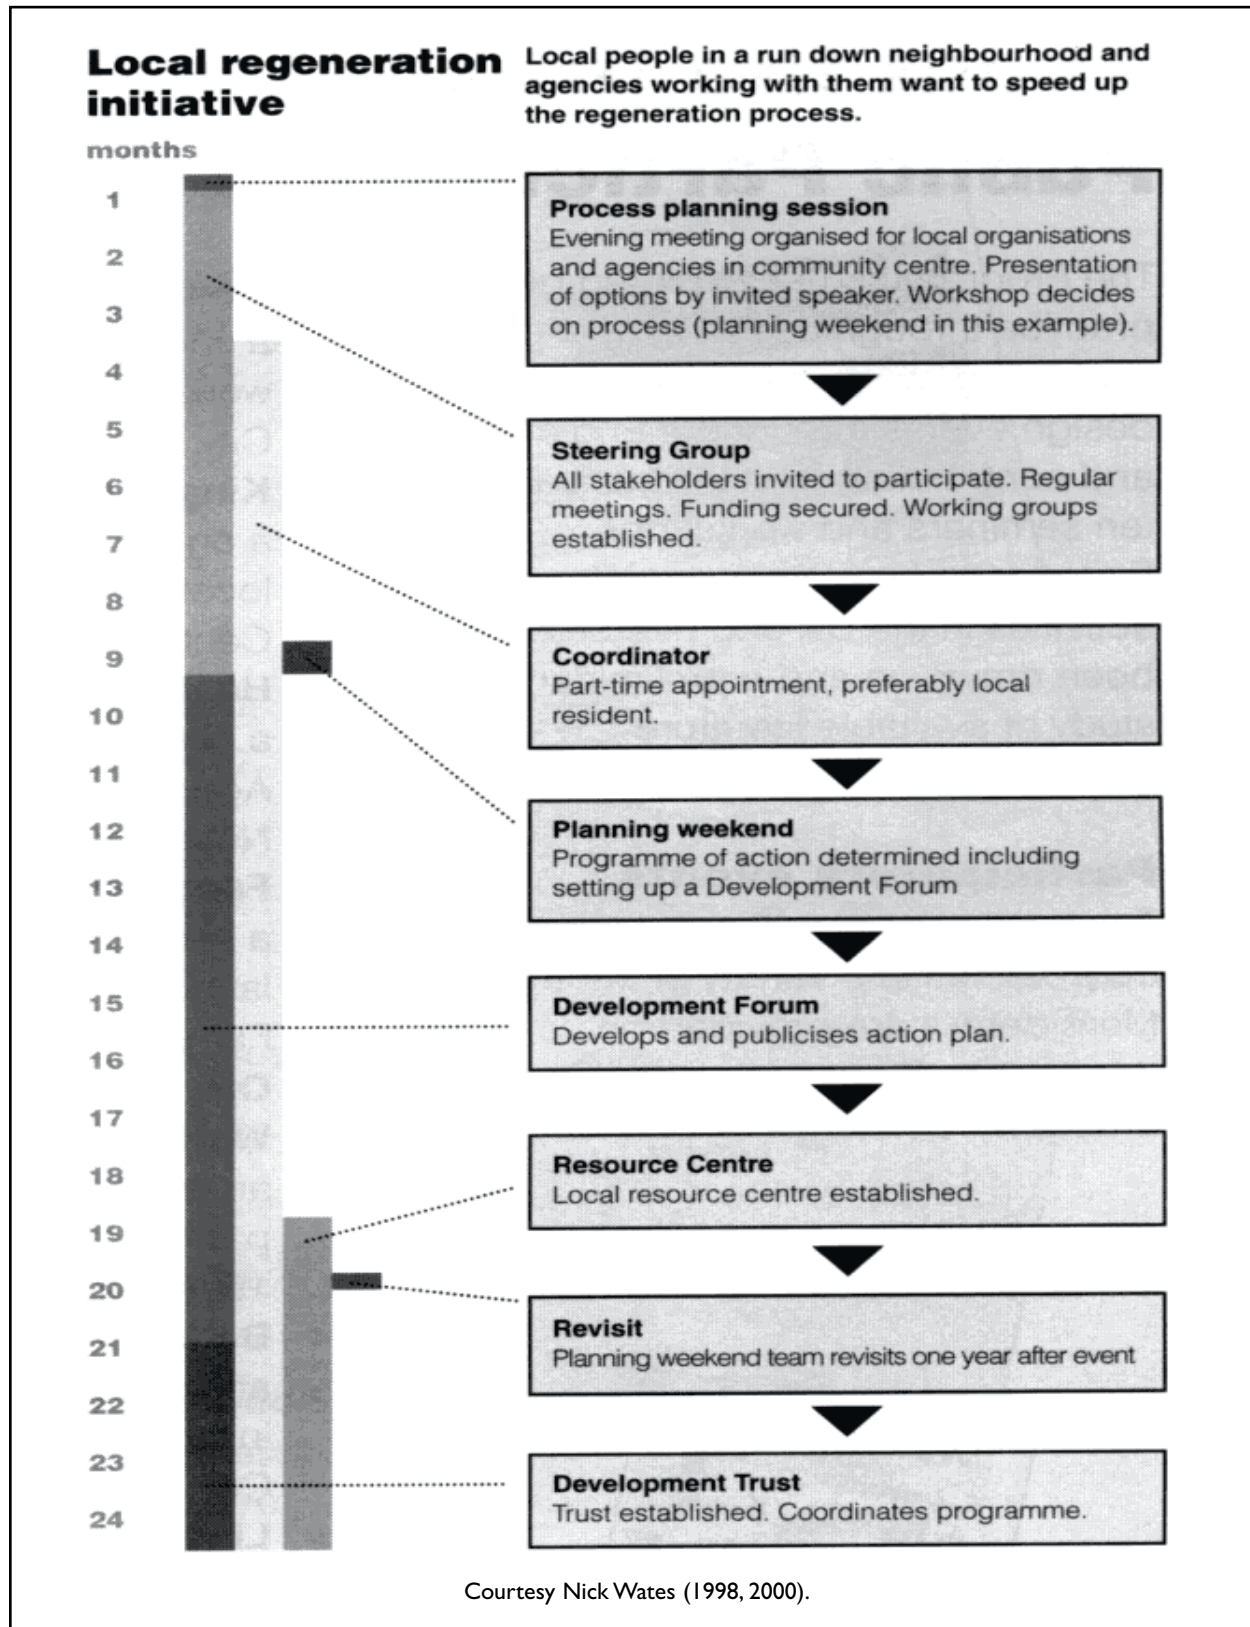 Local regeneration
initiative
Local people in a run down neighbourhood and
agencies working with them want to speed up
the regeneration process.
months
1
2
3
4
5
6
7
8
9
10
11
12
13
14
15
16
17
18
19
20
21
22
23
24
Process planning session
Evening meeting organised for local organisations
and agencies in community centre. Presentation
of options by invited speaker. Workshop decides
on process (planning weekend in this example).
Steering Group
All stakeholders invited to participate. Regular
meetings. Funding secured. Working groups
established.
Coordinator
Part-time appointment, preferably local
resident.
Planning weekend
Programme of action determined including
setting up a Development Forum
Development Forum
Develops and publicises action plan.
Resource Centre
Local resource centre established.
Revisit
Planning weekend team revisits one year after event
Development Trust
Trust established. Coordinates programme.
Courtesy Nick Wates (1998, 2000).